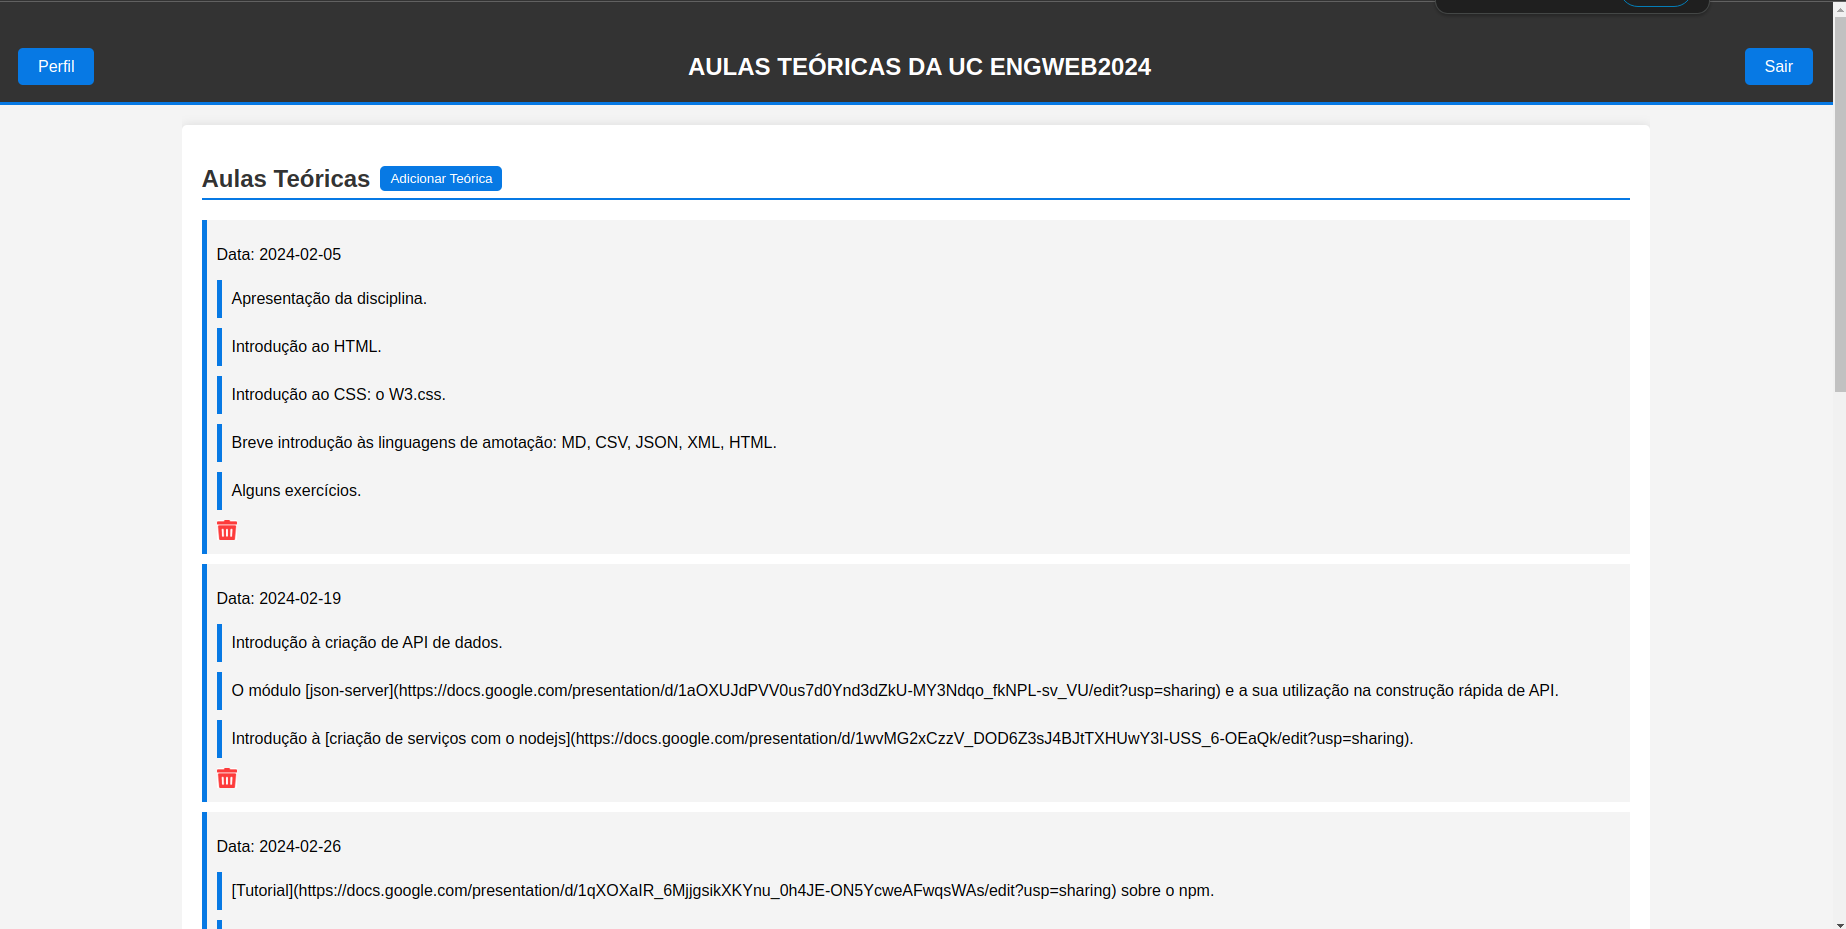 Perfil
AULAS TEÓRICAS DA UC ENGWEB2024
Sair
Aulas Teóricas
Adicionar Teórica
Data: 2024-02-05
Apresentação da disciplina.
Introdução ao HTML.
Introdução ao CSS: o W3.css.
Breve introdução às linguagens de amotação: MD, CSV, JSON, XML, HTML.
Alguns exercícios.
Data: 2024-02-19
Introdução à criação de API de dados.
O módulo [json-server](https://docs.google.com/presentation/d/1aOXUJdPVV0us7d0Ynd3dZkU-MY3Ndqo_fkNPL-sv_VU/edit?usp=sharing) e a sua utilização na construção rápida de API.
Introdução à [criação de serviços com o nodejs](https://docs.google.com/presentation/d/1wvMG2xCzzV_DOD6Z3sJ4BJtTXHUwY3I-USS_6-OEaQk/edit?usp=sharing).
Data: 2024-02-26
[Tutorial](https://docs.google.com/presentation/d/1qXOXaIR_6MjjgsikXKYnu_0h4JE-ON5YcweAFwqsWAs/edit?usp=sharing) sobre o npm.